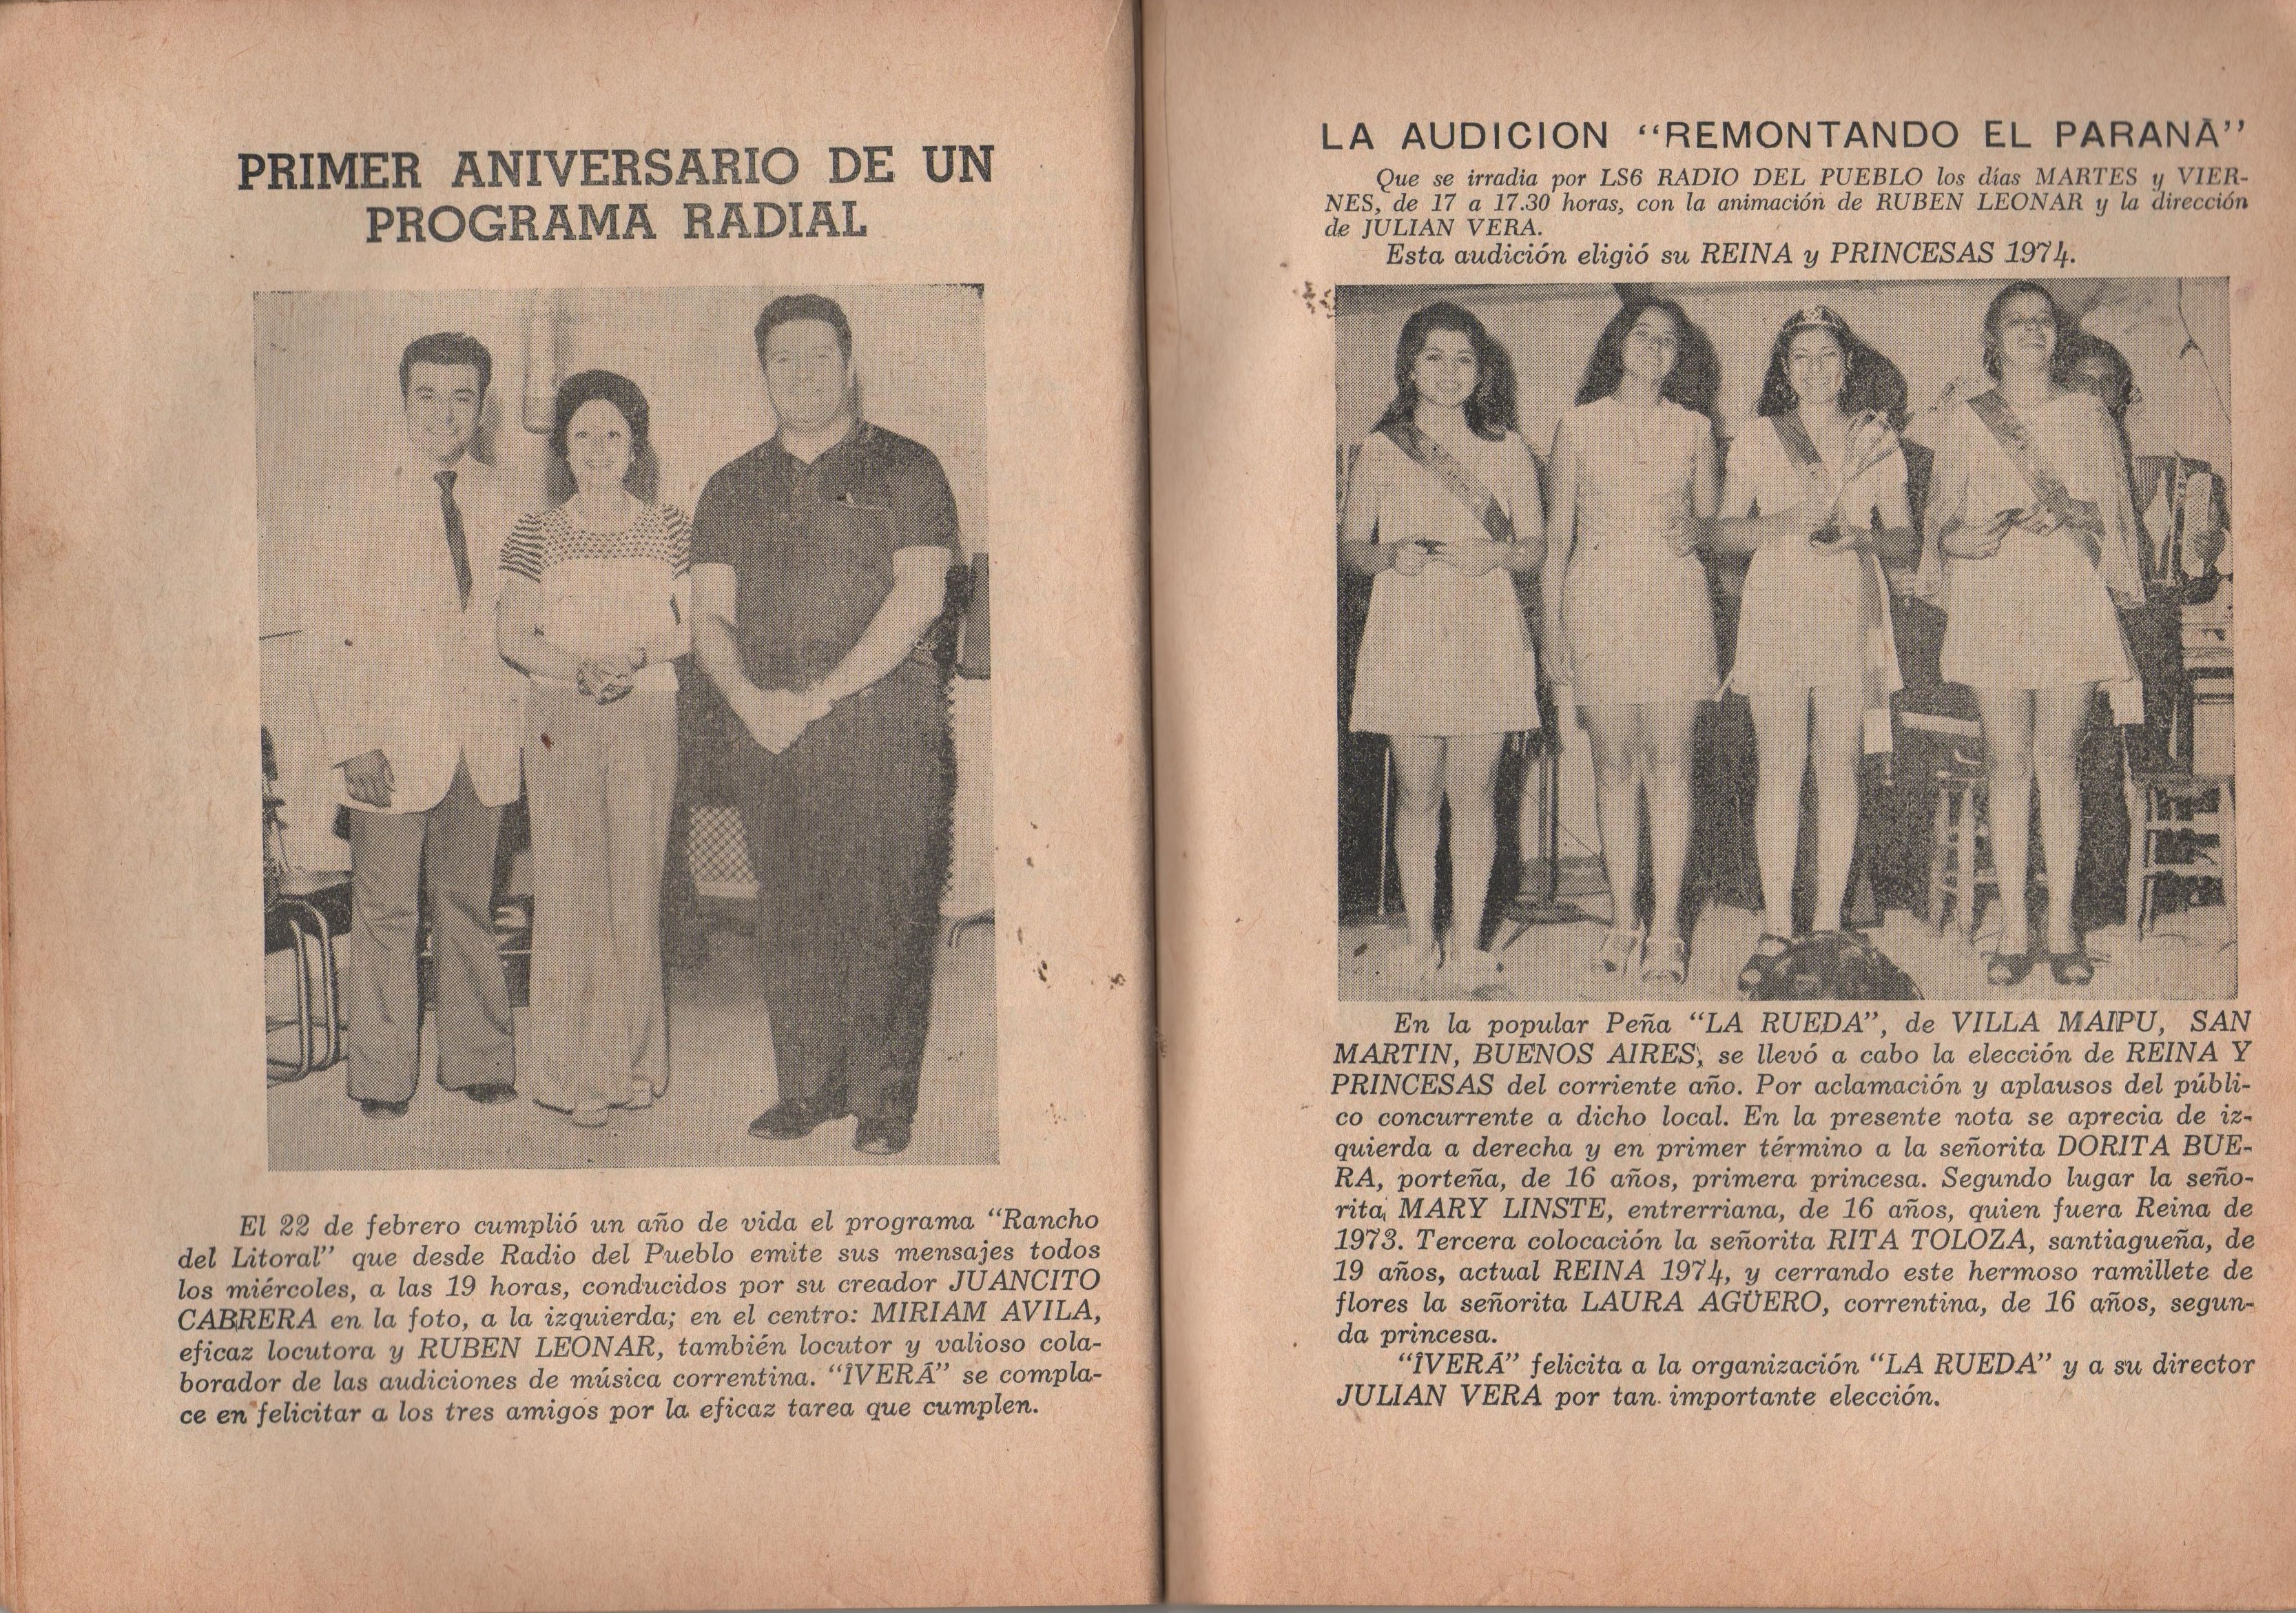 PRIMER ANIVERSARIO DE UN
PROGRAMA RADIAL
El 22 de febrero cumplió un año de vida el programa “Rancho
del Litoral” que desde Radio del Pueblo emite sus mensajes todos
los miércoles, a las 19 horas, conducidos por su creador JUANCITO
CABRERA en la foto, a la izquierda; en el centro: MIRIAM AVILA,
eficaz locutora y RUBEN LEONAR, también locutor y valioso cola-
borador de las audiciones de música correntina. “ÎVERÁ” se compla-
ce en felicitar a los tres amigos por la eficaz tarea que cumplen.
LA AUDICION “REMONTANDO EL PARANÁ”
Que se irradia por LS6 RADIO DEL PUEBLO los días MARTES y VIER-
NES, de 17 a 17.30 horas, con la animación de RUBEN LEONAR y la dirección
de JULIAN VERA.
Esta audición eligió su REINA y PRINCESAS 1974.
En la popular Peña “LA RUEDA”, de VILLA MAIPU, SAN
MARTIN, BUENOS AIRES, se llevó a cabo la elección de REINA Y
PRINCESAS del corriente año. Por aclamación y aplausos del públi-
co concurrente a dicho local. En la presente nota se aprecia de iz-
quierda a derecha y en primer término a la señorita DORITA BUE-
RA, porteña, de 16 años, primera princesa. Segundo lugar la seño-
rita MARY LINSTE, entrerriana, de 16 años, quien fuera Reina de
1973. Tercera colocación la señorita RITA TOLOZA, santiagueña, de
19 años, actual REINA 1974, y cerrando este hermoso ramillete de
flores la señorita LAURA AGÜERO, correntina, de 16 años, segun-
da princesa.
“ÎVERÁ” felicita a la organización “LA RUEDA” y a su director
JULIAN VERA por tan importante elección.